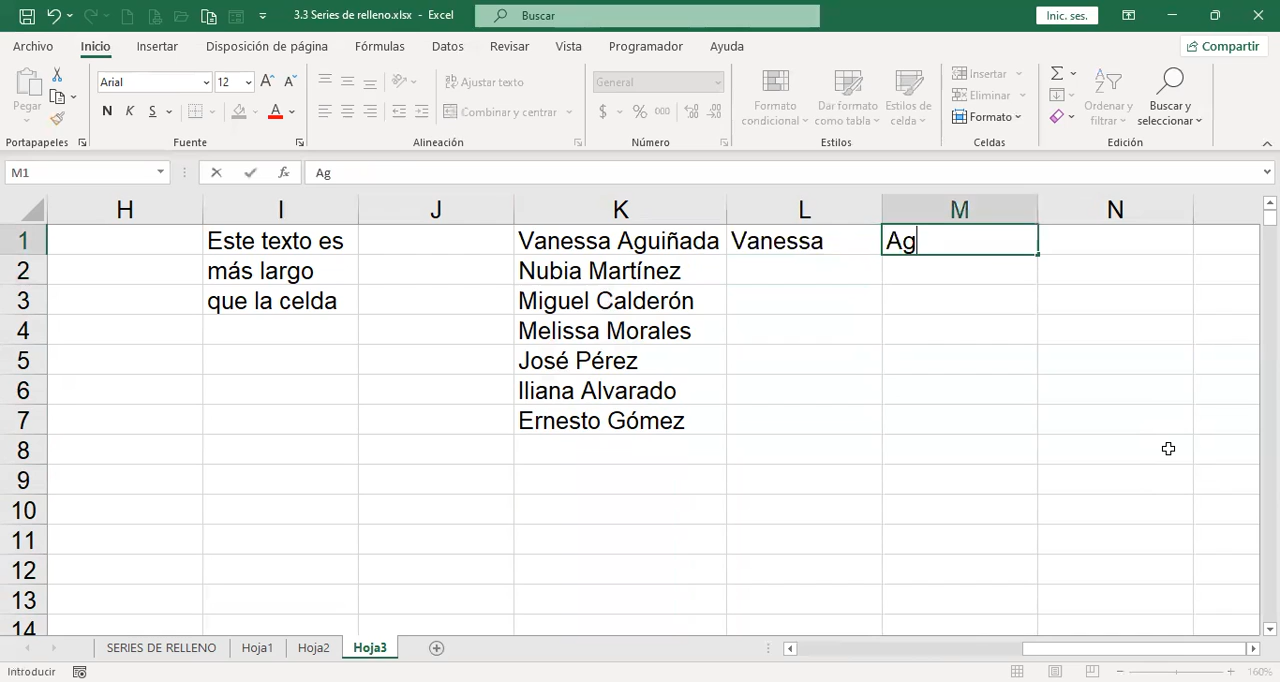 3.3 Series de relleno.xlsx - Excel
Buscar
Inic. ses.
Archivo Inicio Insertar Disposición de página Fórmulas Datos Revisar Vista Programador Ayuda Compartir
Pegar
Portapapeles
Arial 12
N K S
Fuente
Ajustar texto
Combinar y centrar
Alineación
General
$ % 000
Número
Formato condicional
Dar formato como tabla
Estilos de celda
Estilos
Insertar
Eliminar
Formato
Celdas
Ordenar y filtrar
Buscar y seleccionar
Edición
M1 fx Ag
H I J K L M N
1 Este texto es Vanessa Aguiñada Vanessa Ag
2 más largo Nubia Martínez
3 que la celda Miguel Calderón
4 Melissa Morales
5 José Pérez
6 Iliana Alvarado
7 Ernesto Gómez
8
9
10
11
12
13
14
SERIES DE RELLENO Hoja1 Hoja2 Hoja3
Introducir 160%